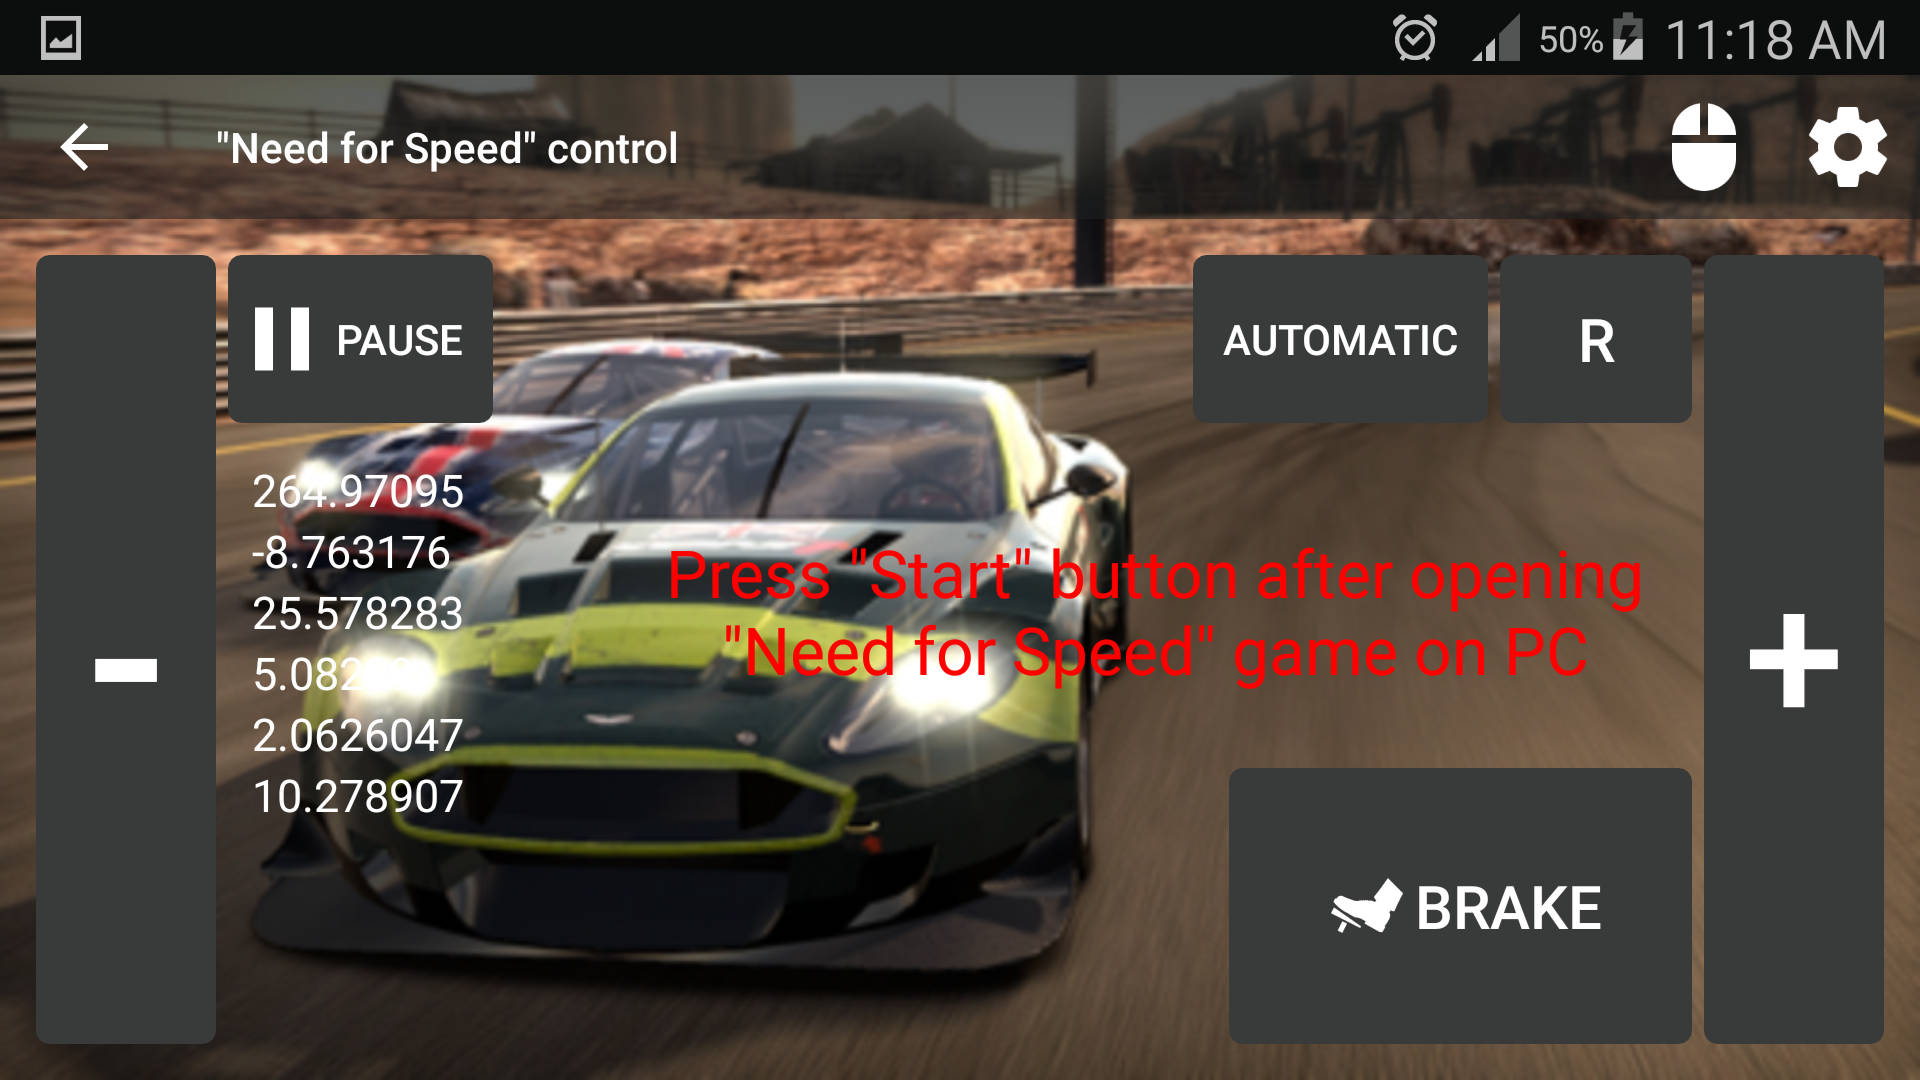 50% 11:18 AM
"Need for Speed" control
PAUSE
AUTOMATIC
R
264.97095
-8.763176
25.578283
2.0626047
10.278907
Press "Start" button after opening
"Need for Speed" game on PC
-
+
BRAKE